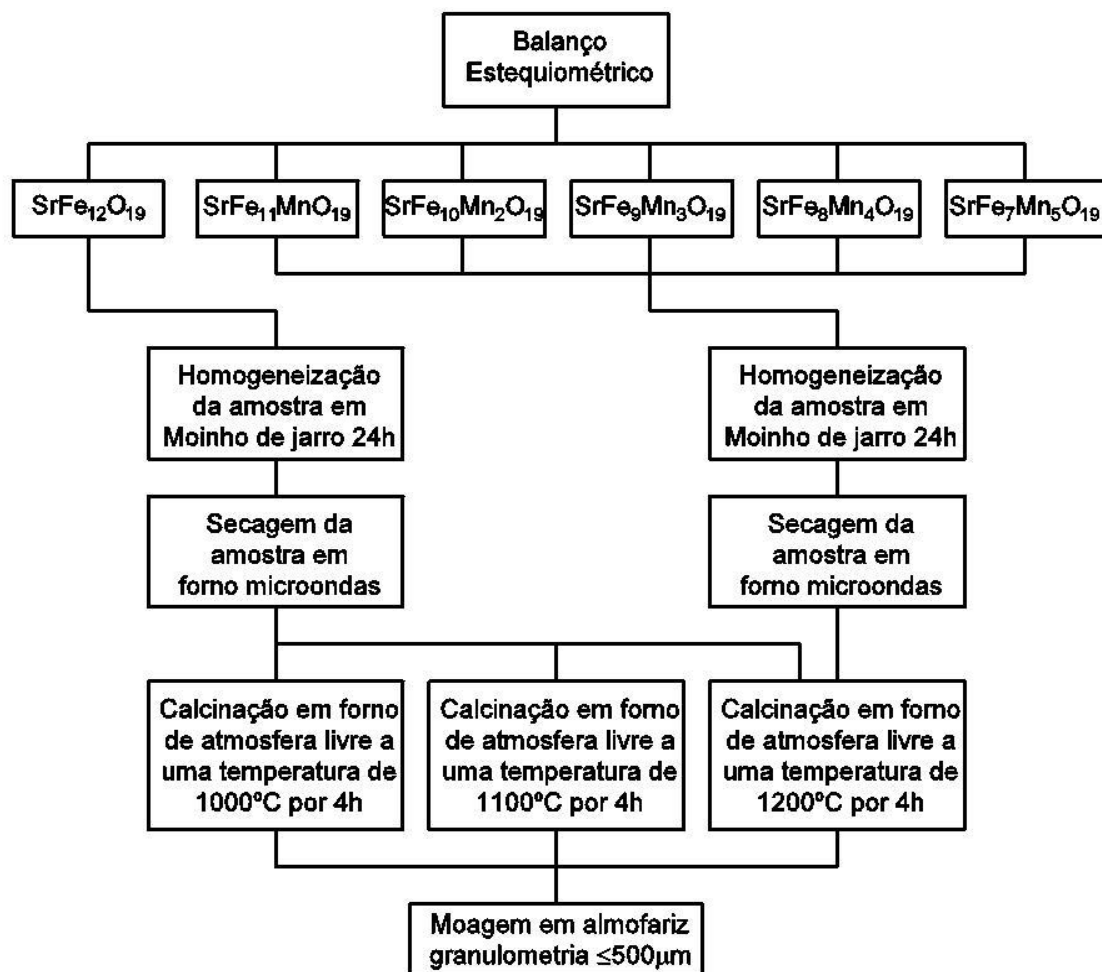 Balanço
Estequiométrico
SrFe₁₂O₁₉
SrFe₁₁MnO₁₉
SrFe₁₀Mn₂O₁₉
SrFe₉Mn₃O₁₉
SrFe₈Mn₄O₁₉
SrFe₇Mn₅O₁₉
Homogeneização
da amostra em
Moinho de jarro 24h
Homogeneização
da amostra em
Moinho de jarro 24h
Secagem da
amostra em
forno microondas
Secagem da
amostra em
forno microondas
Calcinação em forno
de atmosfera livre a
uma temperatura de
1000ºC por 4h
Calcinação em forno
de atmosfera livre a
uma temperatura de
1100ºC por 4h
Calcinação em forno
de atmosfera livre a
uma temperatura de
1200ºC por 4h
Moagem em almofariz
granulometria ≤500μm